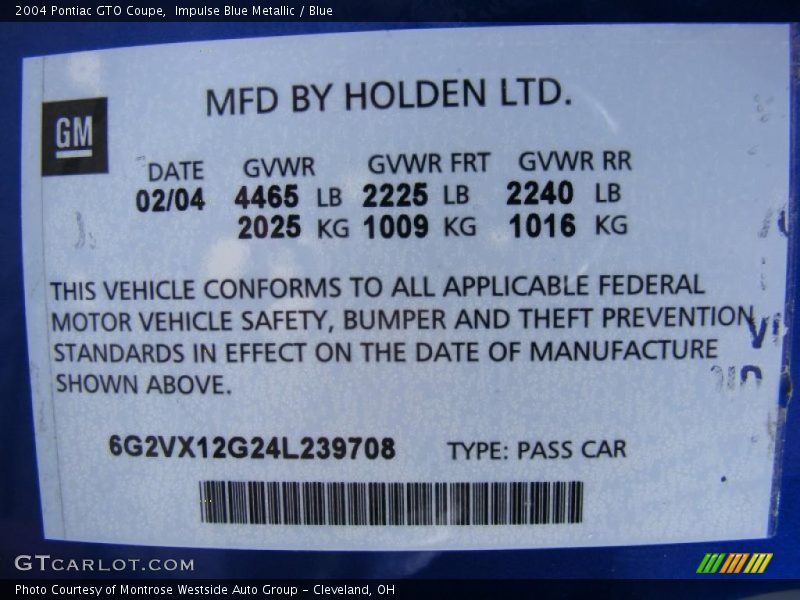 2004 Pontiac GTO Coupe,  Impulse Blue Metallic / Blue
MFD BY HOLDEN LTD.
GM
DATE GVWR GVWR FRT GVWR RR
02/04 4465 LB 2225 LB 2240 LB
2025 KG 1009 KG 1016 KG
THIS VEHICLE CONFORMS TO ALL APPLICABLE FEDERAL
MOTOR VEHICLE SAFETY, BUMPER AND THEFT PREVENTION
STANDARDS IN EFFECT ON THE DATE OF MANUFACTURE
SHOWN ABOVE.
6G2VX12G24L239708 TYPE: PASS CAR
GTCARLOT.COM
Photo Courtesy of Montrose Westside Auto Group - Cleveland, OH